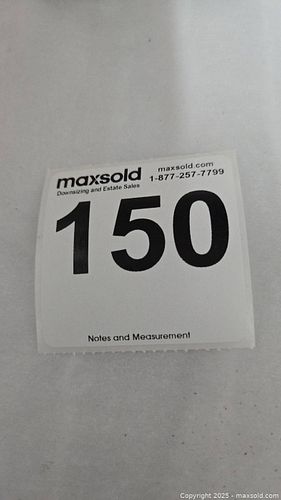 maxsold
Downsizing and Estate Sales
maxsold.com
1-877-257-7799
150
Notes and Measurement
Copyright 2025 - maxsold.com